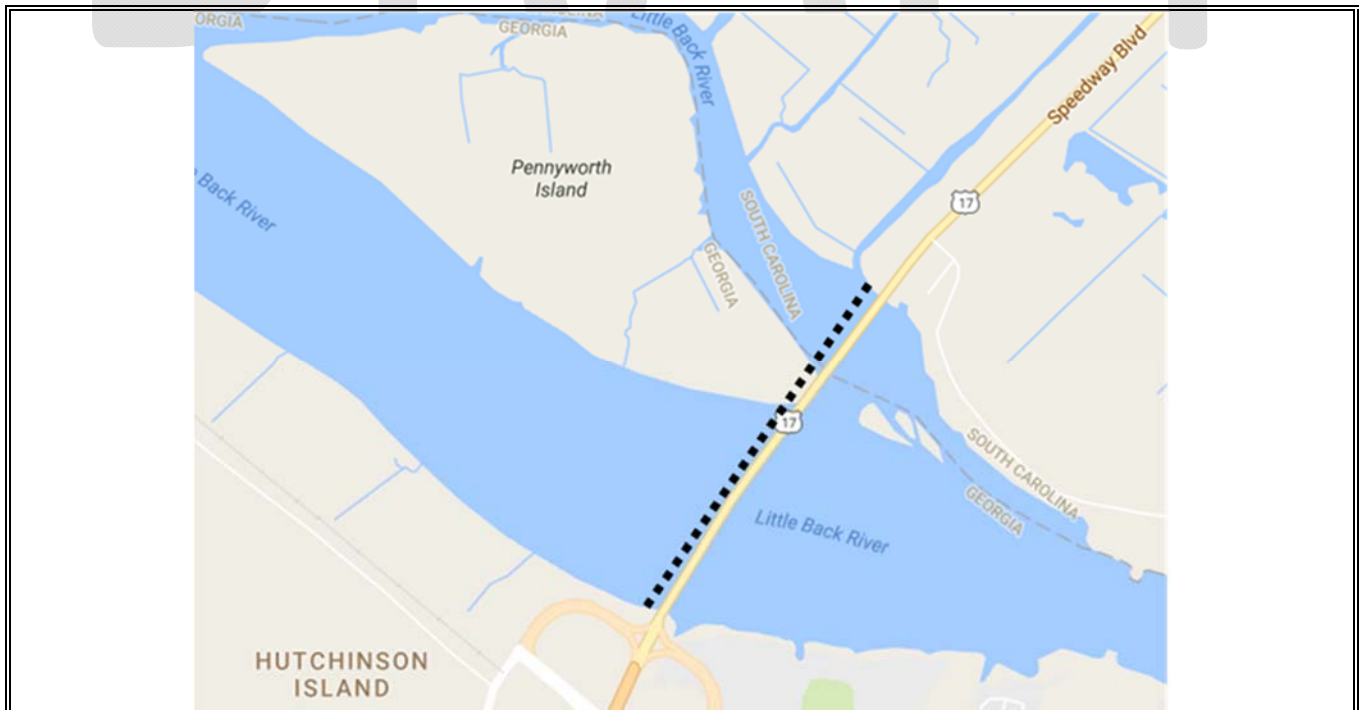 ORGIA
GEORGIA
Little Back River
Speedway Blvd
Pennyworth
Island
Back River
17
SOUTH CAROLINA
GEORGIA
17
SOUTH CAROLINA
GEORGIA
Little Back River
HUTCHINSON
ISLAND